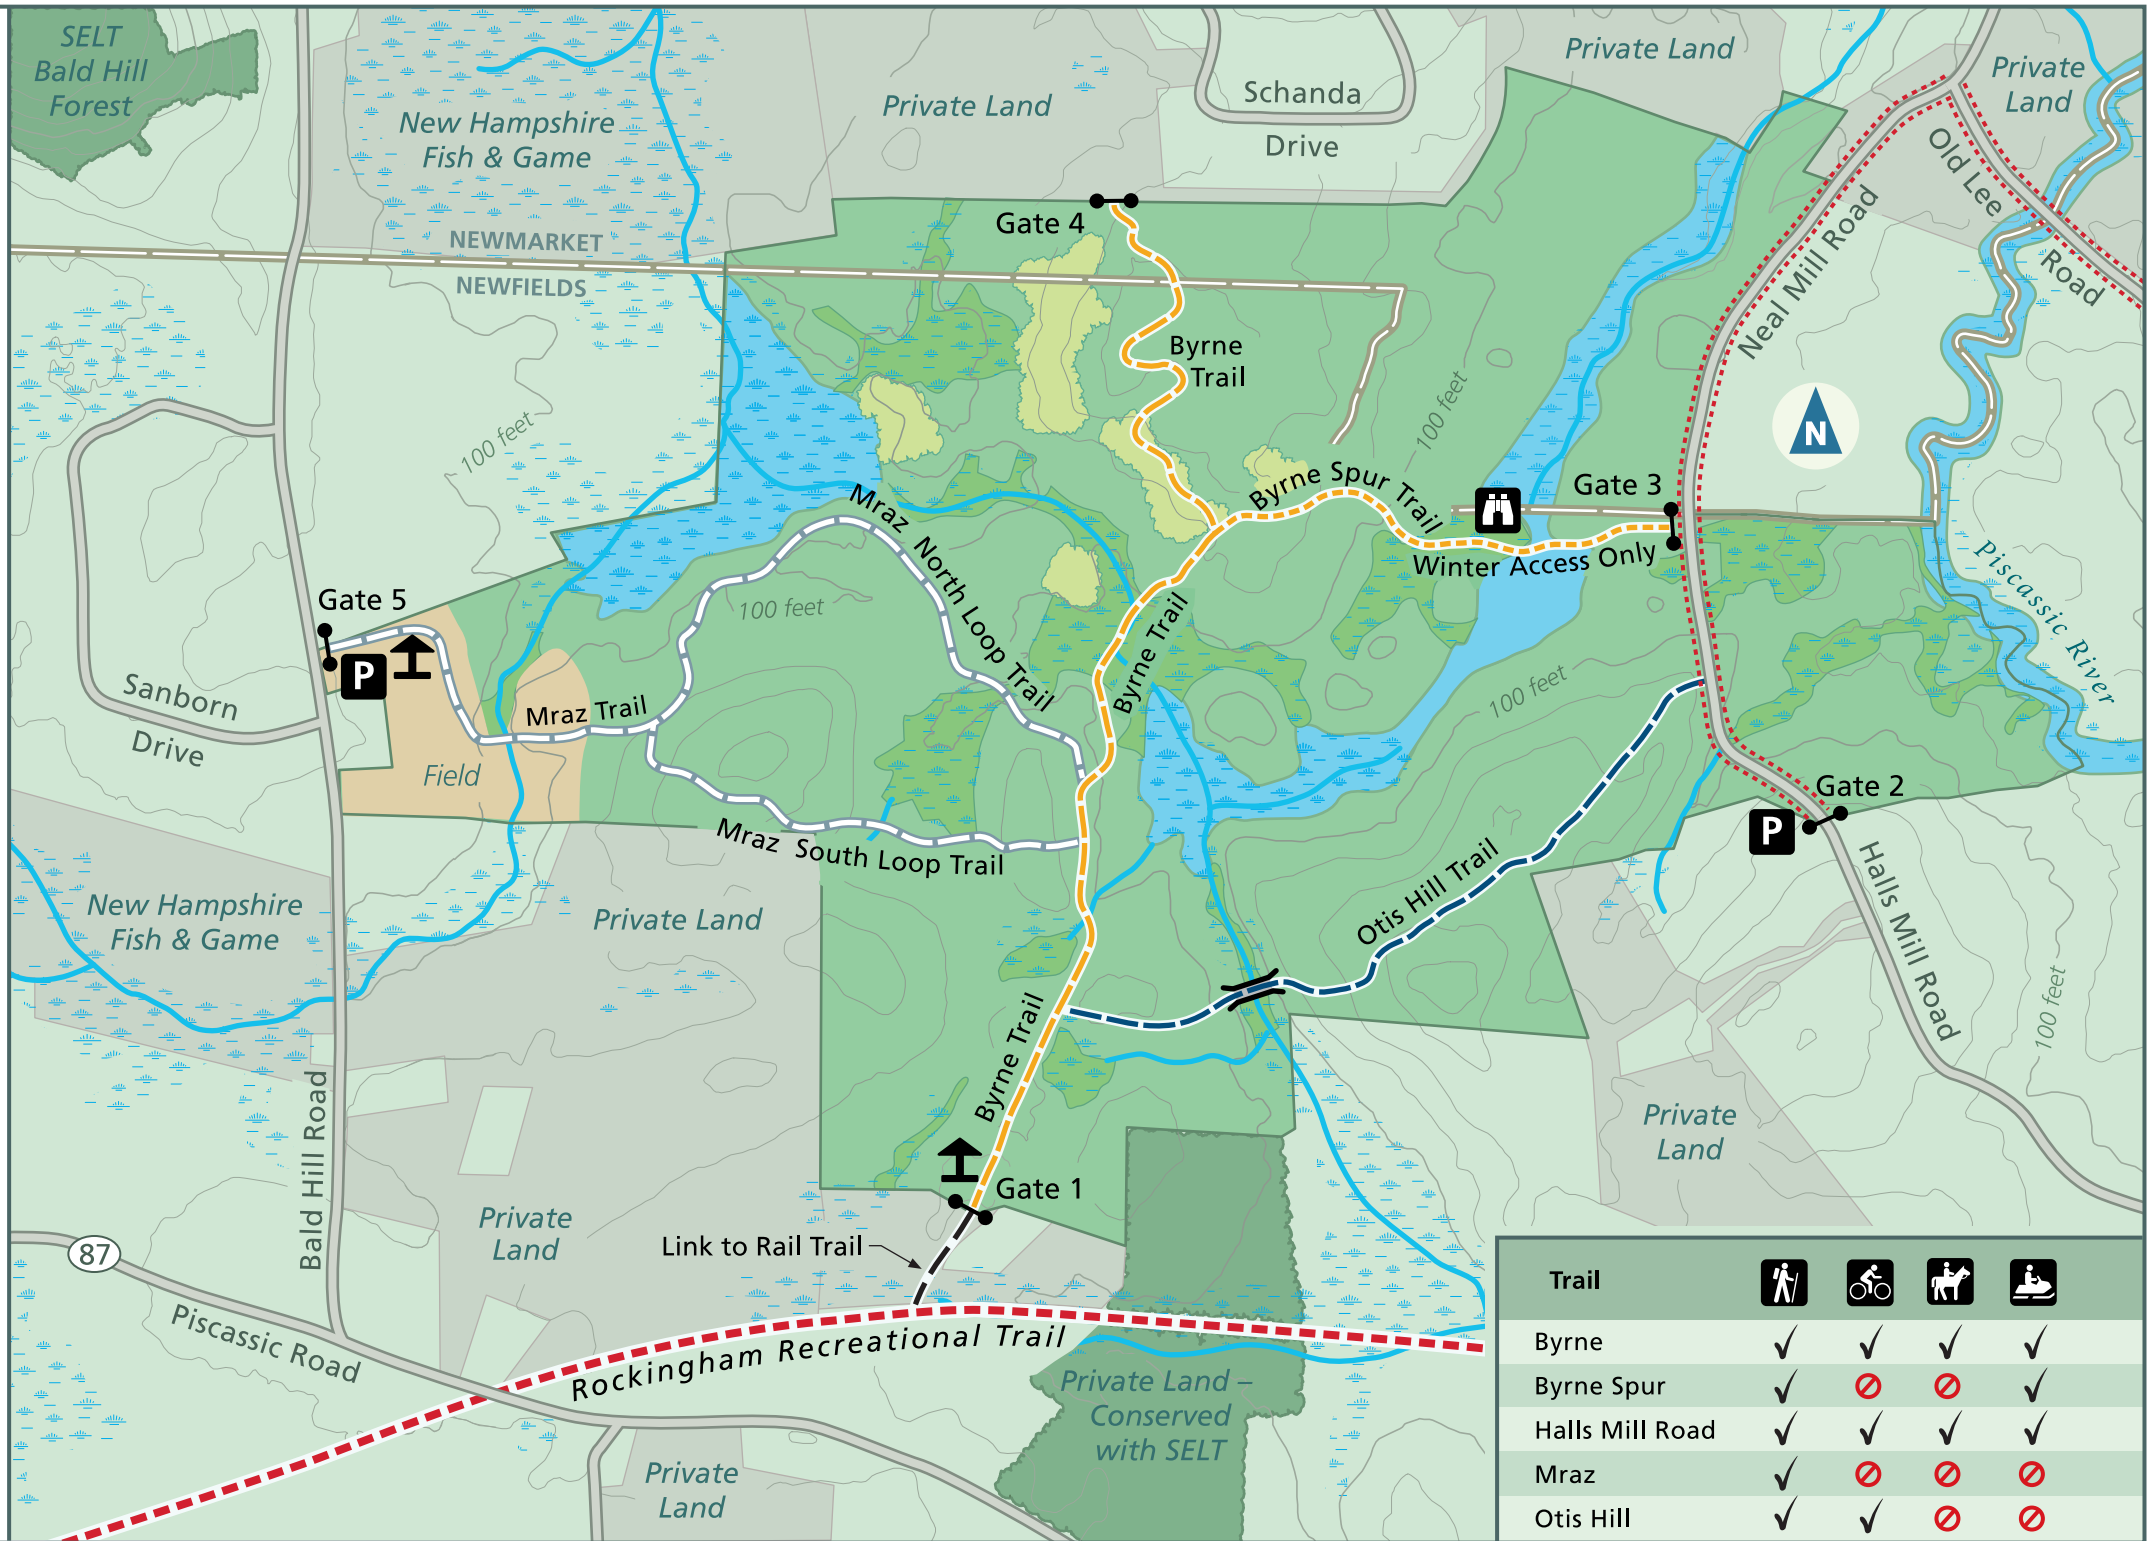 SELT
Bald Hill
Forest
New Hampshire
Fish & Game
Private Land
Schanda
Drive
Private Land
Private
Land
Old Lee
Road
Neal Mill Road
Gate 4
NEWMARKET
NEWFIELDS
Byrne
Trail
N
100 feet
100 feet
Byrne Spur Trail
Gate 3
Winter Access Only
Mraz North Loop Trail
Piscassic River
Gate 5
P
100 feet
Byrne Trail
100 feet
Sanborn
Drive
Mraz Trail
Field
Gate 2
P
Mraz South Loop Trail
Otis Hill Trail
Halls Mill Road
New Hampshire
Fish & Game
Private Land
100 feet
Byrne Trail
Bald Hill Road
Private
Land
Gate 1
Private
Land
Link to Rail Trail
87
Piscassic Road
Rockingham Recreational Trail
Private Land –
Conserved
with SELT
Private
Land
Trail
Byrne
Byrne Spur
Halls Mill Road
Mraz
Otis Hill